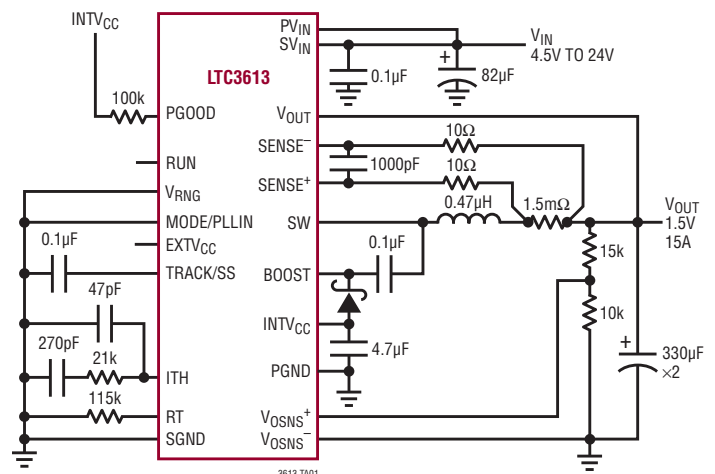 INTVCC
PVIN
SVIN
VIN
4.5V TO 24V
LTC3613
0.1µF
+
82µF
100k
PGOOD
VOUT
SENSE–
10Ω
1000pF
RUN
SENSE+
10Ω
VRNG
0.47µH
1.5mΩ
MODE/PLLIN
SW
VOUT
1.5V
15A
EXTVCC
0.1µF
15k
0.1µF
TRACK/SS
BOOST
47pF
INTVCC
10k
270pF
21k
4.7µF
+
330µF
×2
ITH
PGND
115k
RT
VOSNS+
SGND
VOSNS–
3613 TA01